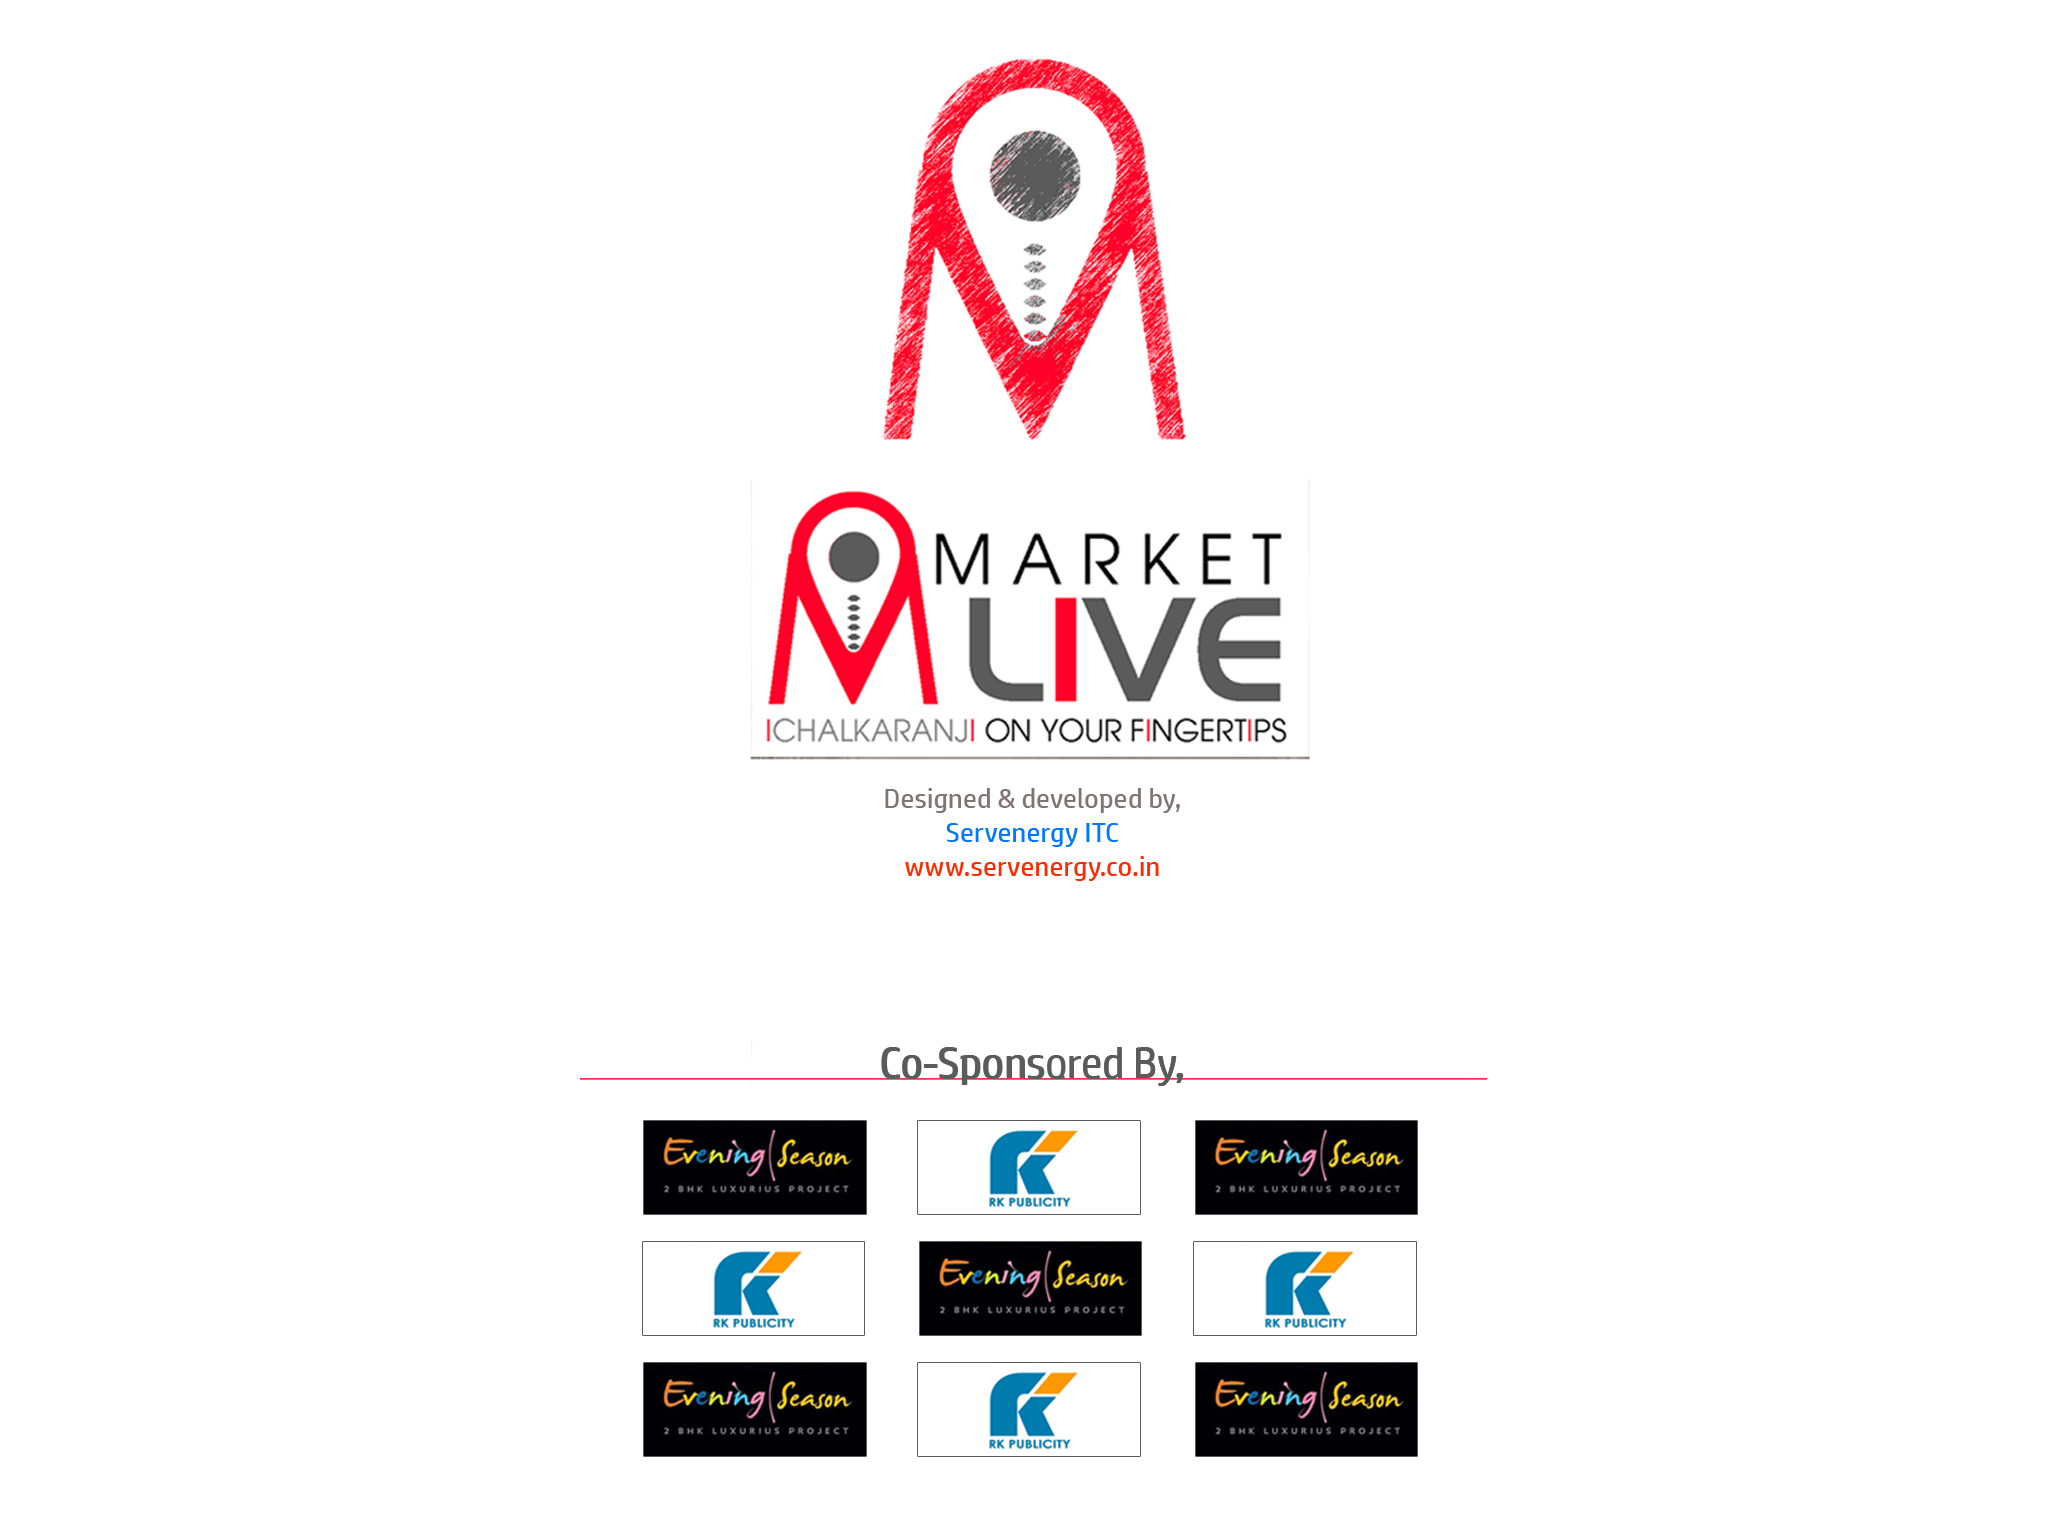 MARKET
LIVE
ICHALKARANJI ON YOUR FINGERTIPS
Designed & developed by,
Servenergy ITC
www.servenergy.co.in
Co-Sponsored By,
Evening Season
2 BHK LUXURIUS PROJECT
RK PUBLICITY
Evening Season
2 BHK LUXURIUS PROJECT
RK PUBLICITY
Evening Season
2 BHK LUXURIUS PROJECT
RK PUBLICITY
Evening Season
2 BHK LUXURIUS PROJECT
RK PUBLICITY
Evening Season
2 BHK LUXURIUS PROJECT